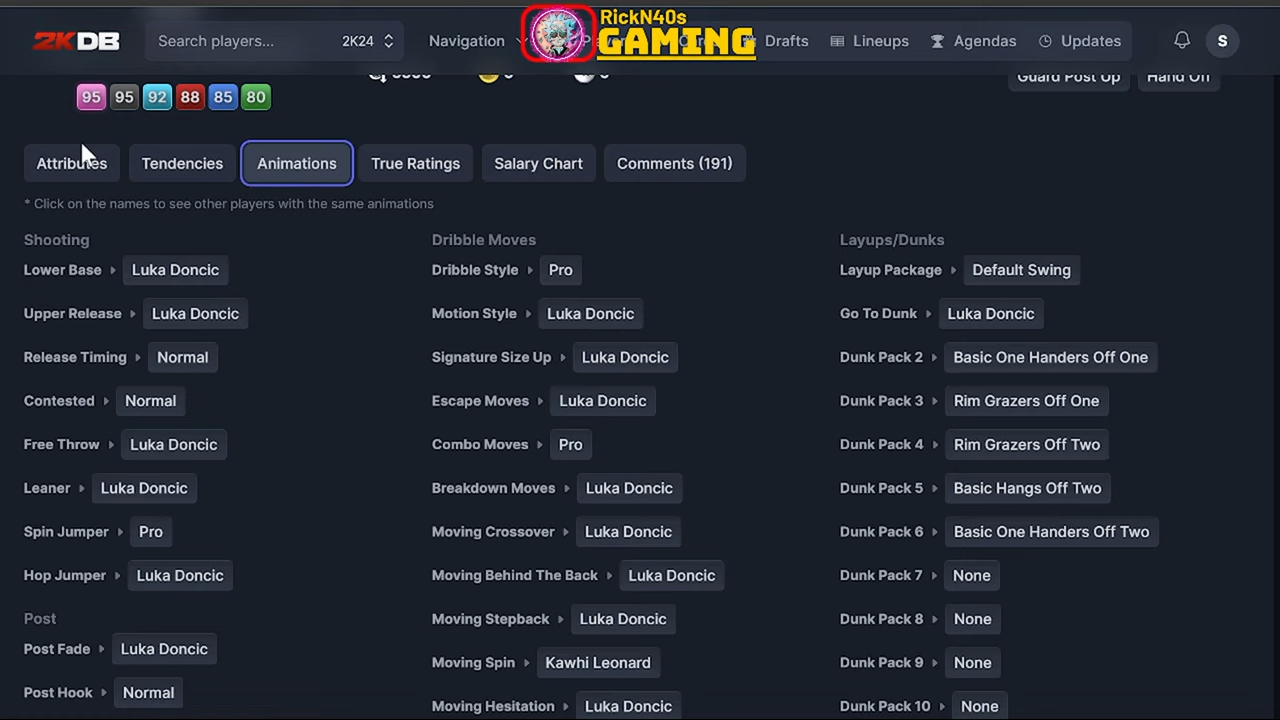 2KDB Search players... 2K24 Navigation Drafts Lineups Agendas Updates S
RickN40s
GAMING
Guard Post Up Hand Off
95 95 92 88 85 80
Attributes Tendencies Animations True Ratings Salary Chart Comments (191)
* Click on the names to see other players with the same animations
Shooting
Lower Base Luka Doncic
Upper Release Luka Doncic
Release Timing Normal
Contested Normal
Free Throw Luka Doncic
Leaner Luka Doncic
Spin Jumper Pro
Hop Jumper Luka Doncic
Post
Post Fade Luka Doncic
Post Hook Normal
Dribble Moves
Dribble Style Pro
Motion Style Luka Doncic
Signature Size Up Luka Doncic
Escape Moves Luka Doncic
Combo Moves Pro
Breakdown Moves Luka Doncic
Moving Crossover Luka Doncic
Moving Behind The Back Luka Doncic
Moving Stepback Luka Doncic
Moving Spin Kawhi Leonard
Moving Hesitation Luka Doncic
Layups/Dunks
Layup Package Default Swing
Go To Dunk Luka Doncic
Dunk Pack 2 Basic One Handers Off One
Dunk Pack 3 Rim Grazers Off One
Dunk Pack 4 Rim Grazers Off Two
Dunk Pack 5 Basic Hangs Off Two
Dunk Pack 6 Basic One Handers Off Two
Dunk Pack 7 None
Dunk Pack 8 None
Dunk Pack 9 None
Dunk Pack 10 None